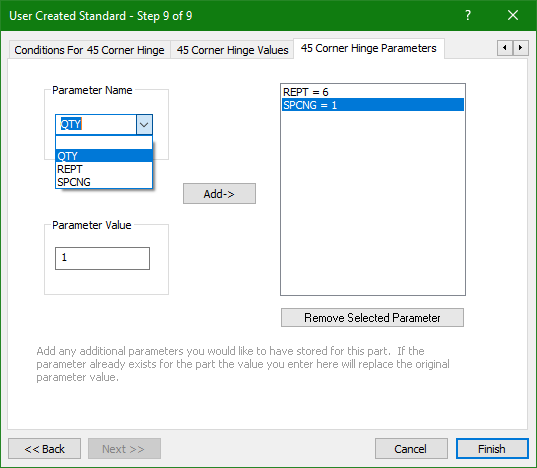 User Created Standard - Step 9 of 9
?
Conditions For 45 Corner Hinge 45 Corner Hinge Values 45 Corner Hinge Parameters
Parameter Name
QTY
QTY
REPT
SPCNG
Add->
Parameter Value
1
REPT = 6
SPCNG = 1
Remove Selected Parameter
Add any additional parameters you would like to have stored for this part. If the
parameter already exists for the part the value you enter here will replace the original
parameter value.
<< Back Next >> Cancel Finish